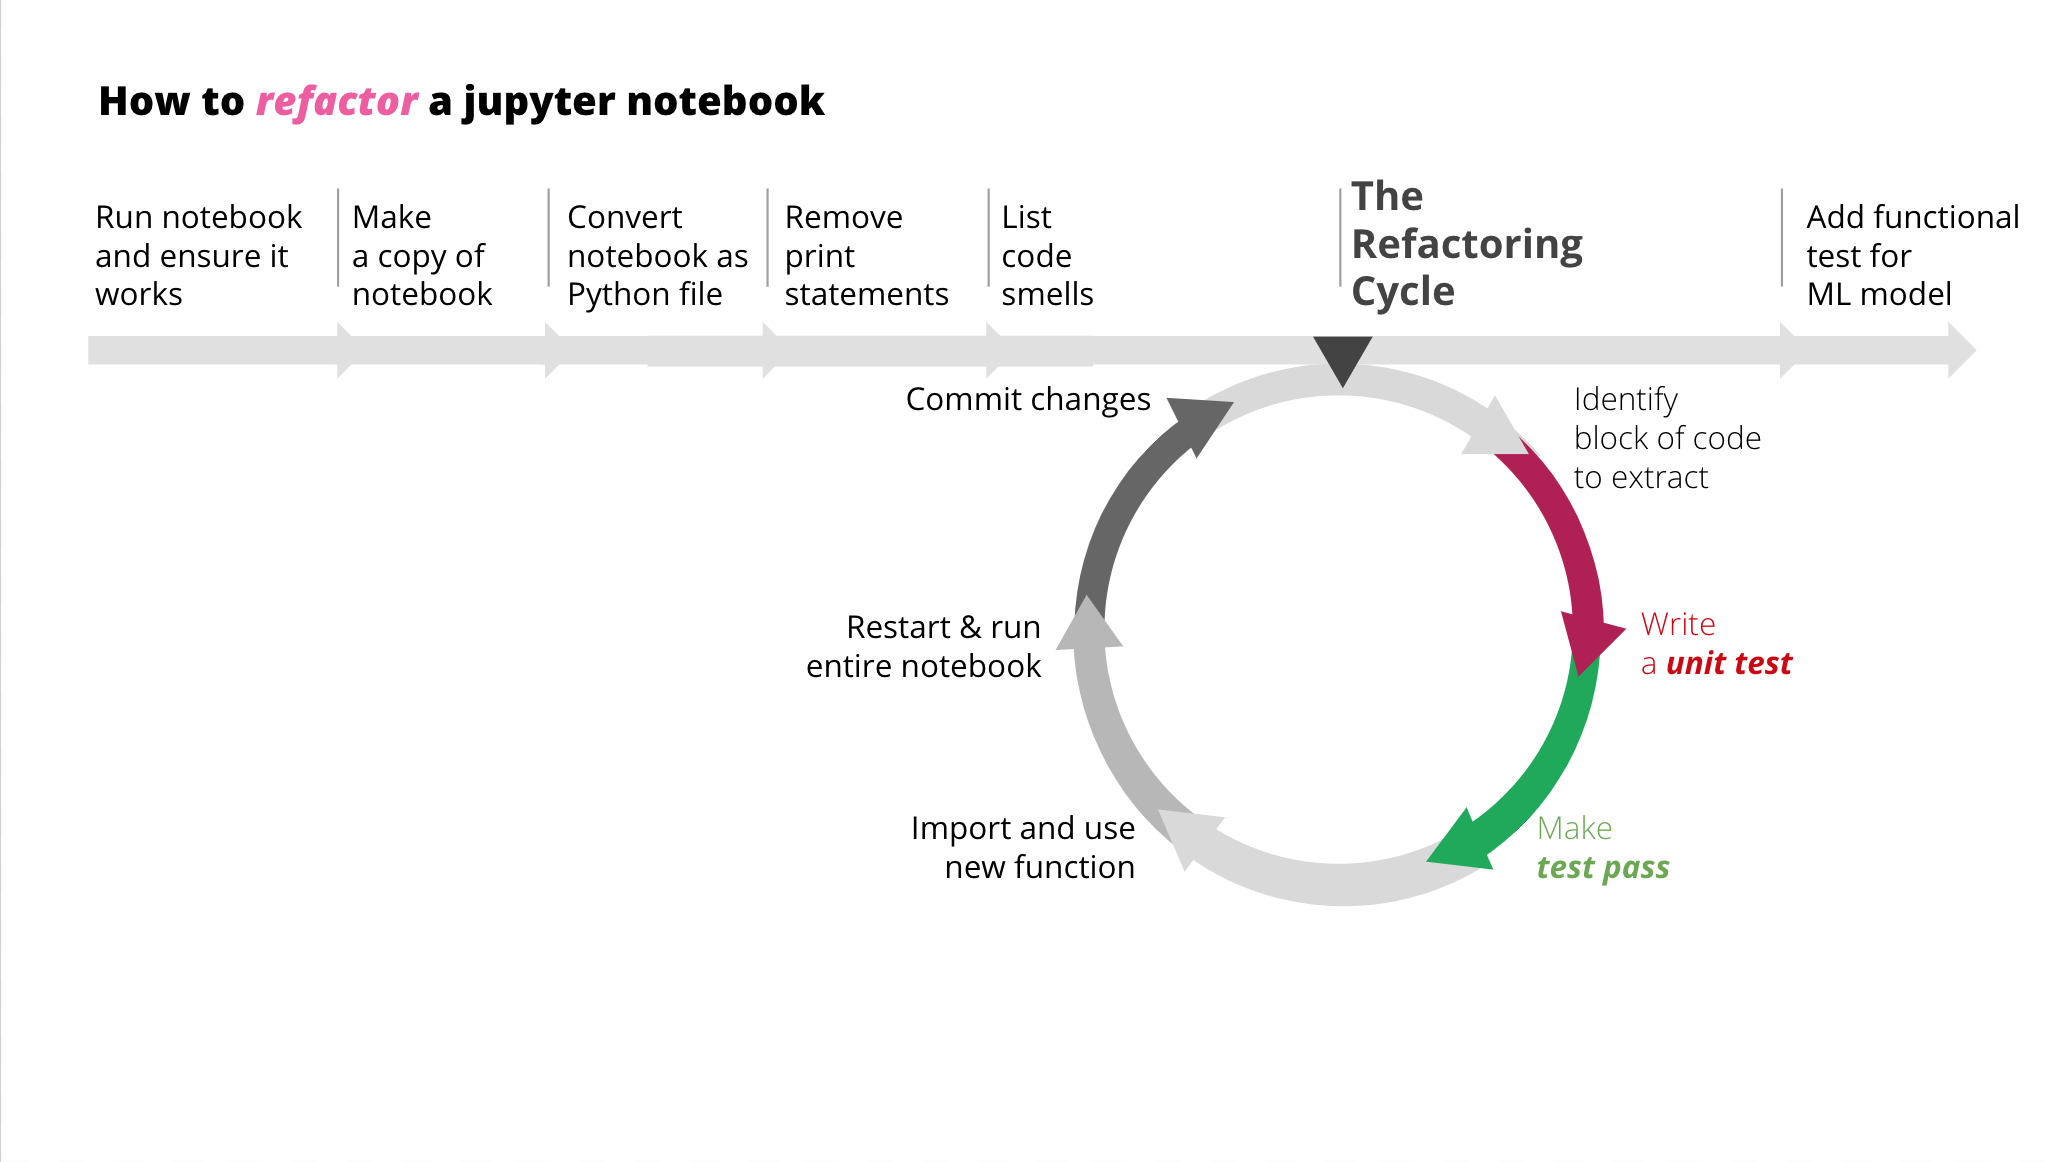 How to refactor a jupyter notebook
Run notebook
and ensure it
works
Make
a copy of
notebook
Convert
notebook as
Python file
Remove
print
statements
List
code
smells
The
Refactoring
Cycle
Add functional
test for
ML model
Identify
block of code
to extract
Write
a unit test
Make
test pass
Import and use
new function
Restart & run
entire notebook
Commit changes